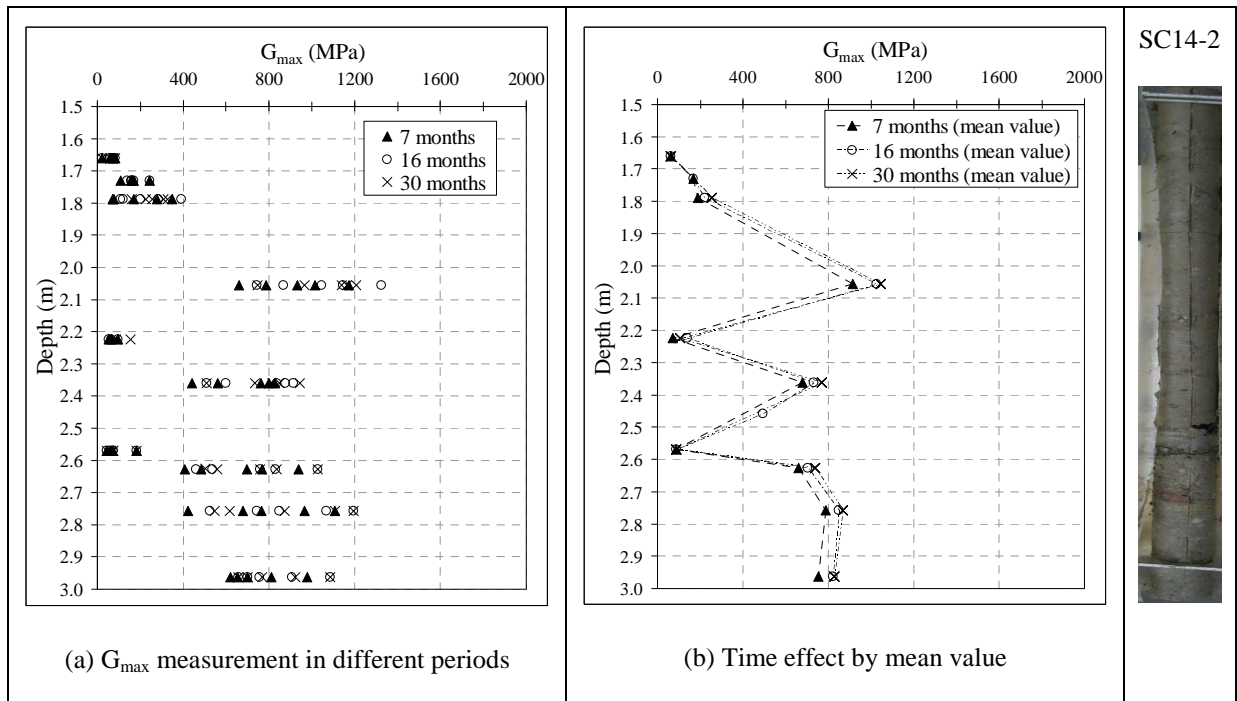 G_max (MPa)
0 400 800 1200 1600 2000
1.5
1.6
1.7
1.8
1.9
2.0
2.1
2.2
2.3
2.4
2.5
2.6
2.7
2.8
2.9
3.0
Depth (m)
7 months
16 months
30 months
(a) G_max measurement in different periods
G_max (MPa)
0 400 800 1200 1600 2000
1.5
1.6
1.7
1.8
1.9
2.0
2.1
2.2
2.3
2.4
2.5
2.6
2.7
2.8
2.9
3.0
Depth (m)
7 months (mean value)
16 months (mean value)
30 months (mean value)
(b) Time effect by mean value
SC14-2